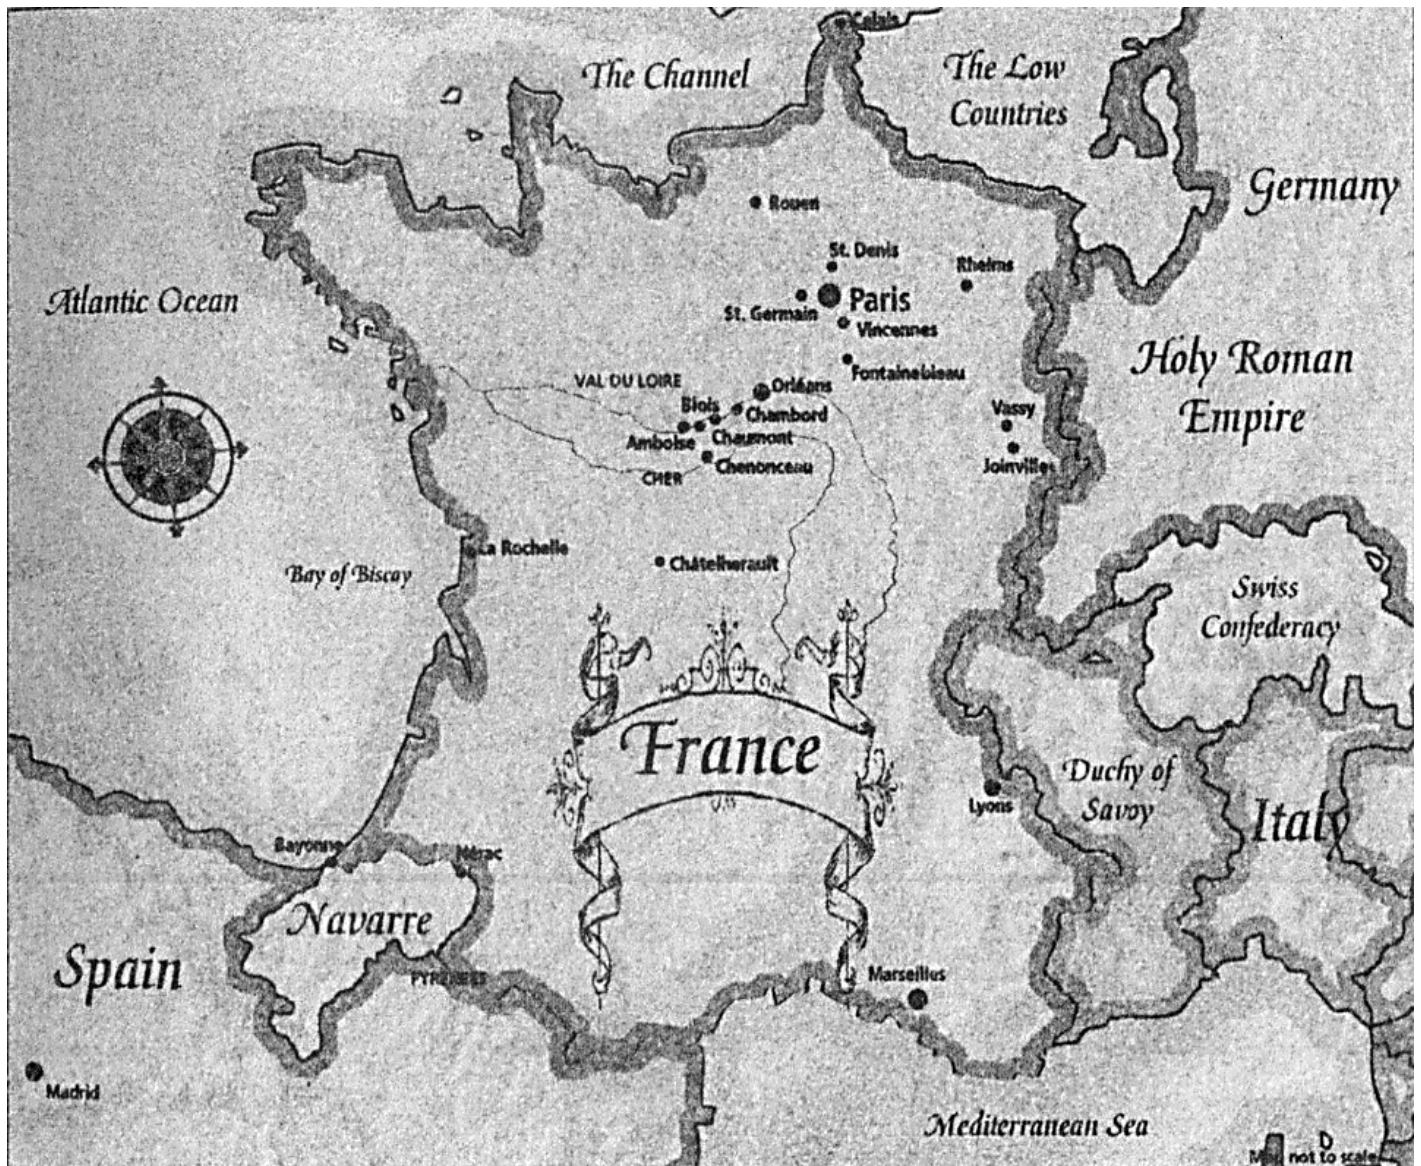 Calais
The Channel
The Low
Countries
Germany
Rouen
St. Denis
Rheims
Paris
St. Germain
Vincennes
Atlantic Ocean
Holy Roman
Empire
Fontainebleau
VAL DU LOIRE
Orléans
Blois
Chambord
Vassy
Amboise
Chaumont
Joinville
Chenonceau
CHER
La Rochelle
Châtelherault
Bay of Biscay
Swiss
Confederacy
France
Duchy of
Savoy
Lyons
Italy
Bayonne
Nérac
Navarre
Spain
PYRENEES
Marseilles
Madrid
Mediterranean Sea
Map not to scale